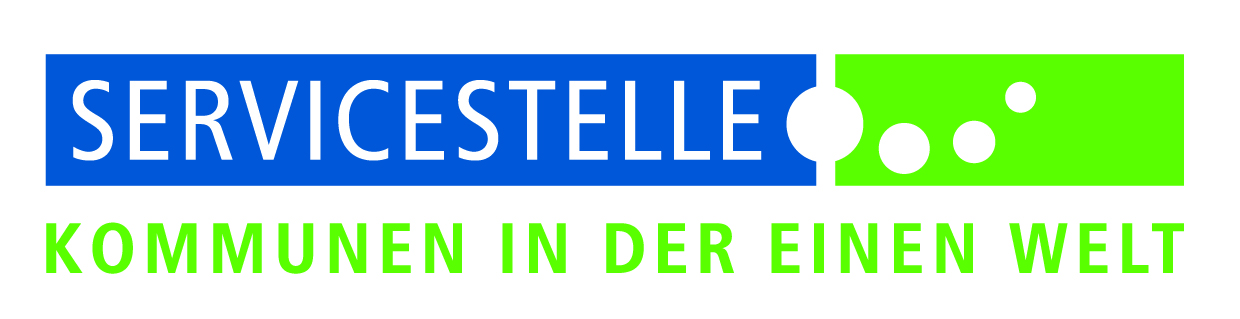 SERVICESTELLE
KOMMUNEN IN DER EINEN WELT